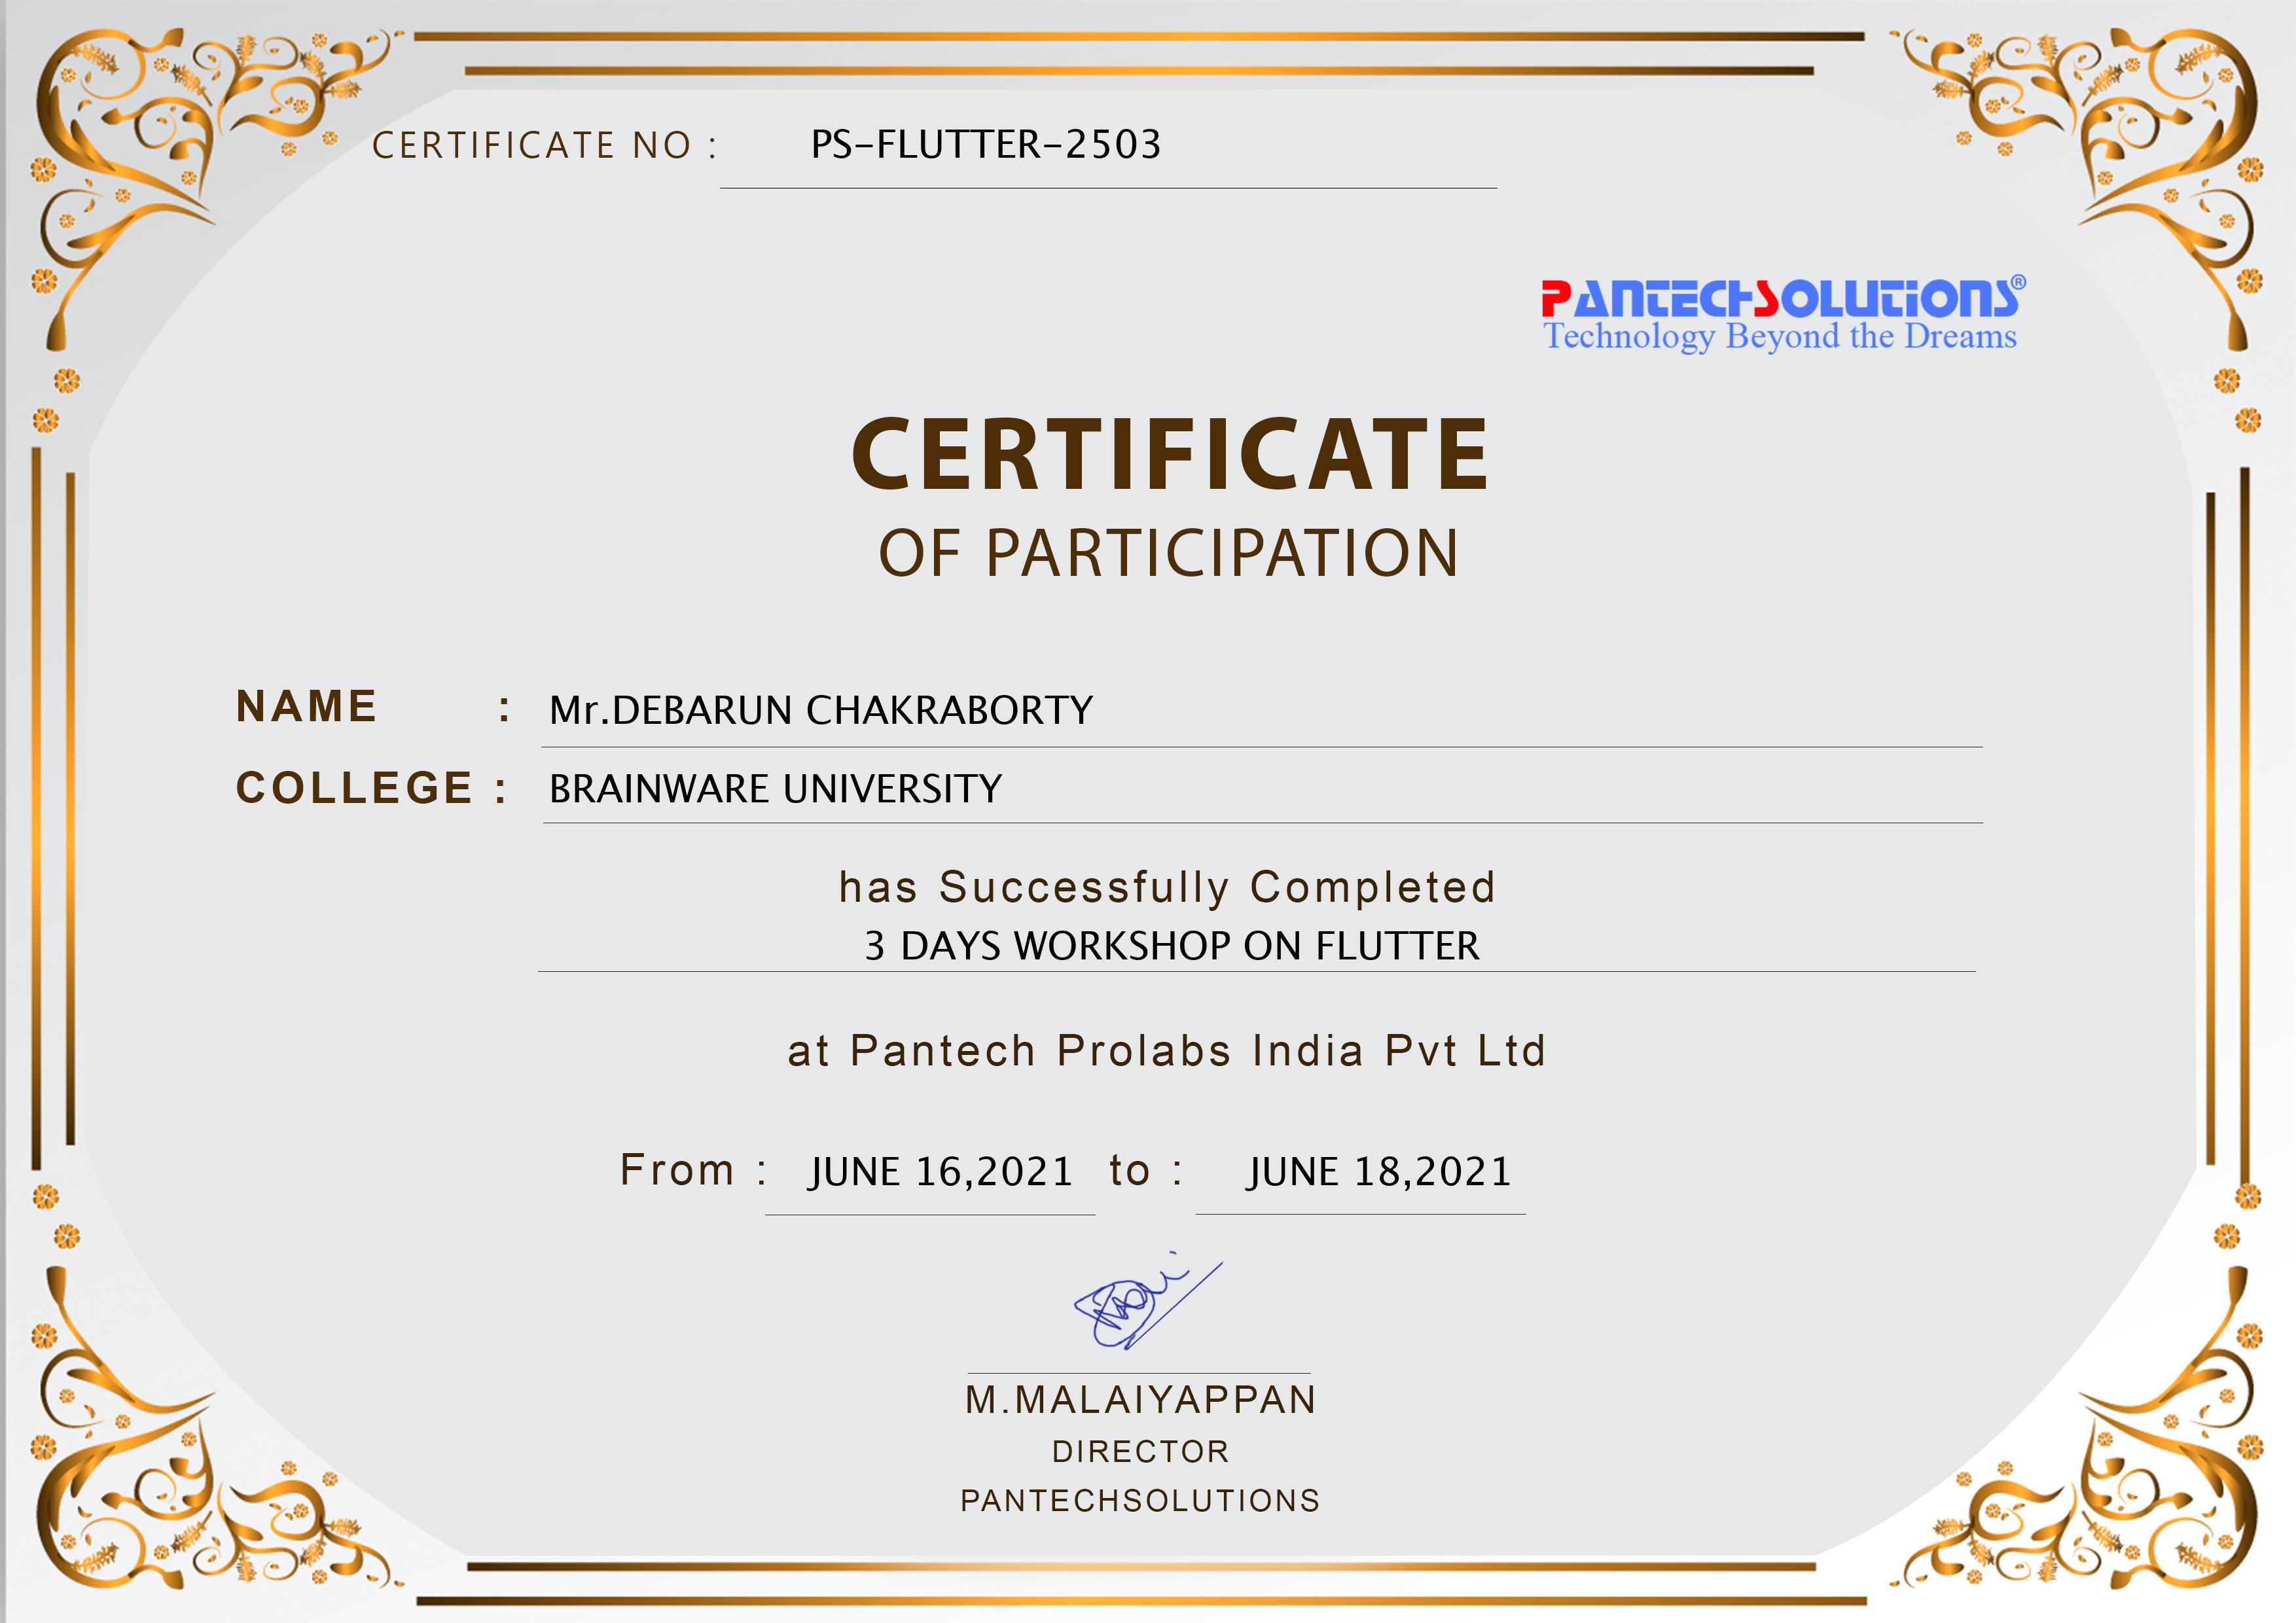 CERTIFICATE NO : PS-FLUTTER-2503
PANTECHSOLUTIONS®
Technology Beyond the Dreams
CERTIFICATE
OF PARTICIPATION
NAME : Mr.DEBARUN CHAKRABORTY
COLLEGE : BRAINWARE UNIVERSITY
has Successfully Completed
3 DAYS WORKSHOP ON FLUTTER
at Pantech Prolabs India Pvt Ltd
From : JUNE 16,2021 to : JUNE 18,2021
M.MALAIYAPPAN
DIRECTOR
PANTECHSOLUTIONS